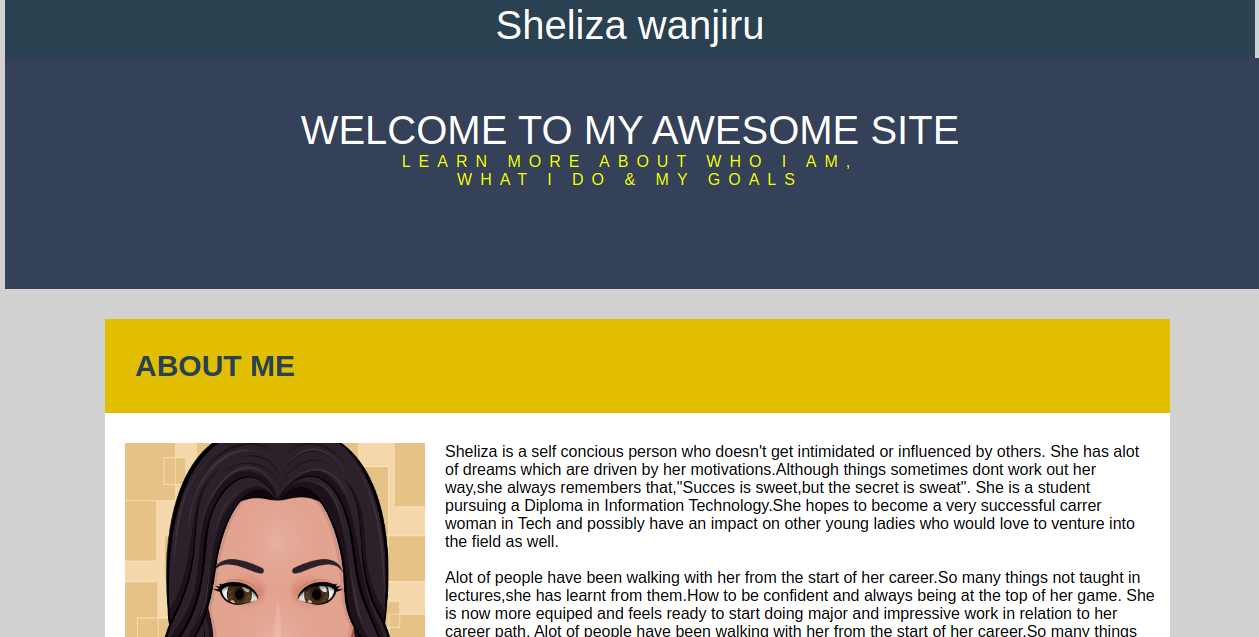 Sheliza wanjiru
WELCOME TO MY AWESOME SITE
LEARN MORE ABOUT WHO I AM,
WHAT I DO & MY GOALS
ABOUT ME
Sheliza is a self concious person who doesn't get intimidated or influenced by others. She has alot
of dreams which are driven by her motivations.Although things sometimes dont work out her
way,she always remembers that,"Succes is sweet,but the secret is sweat". She is a student
pursuing a Diploma in Information Technology.She hopes to become a very successful carrer
woman in Tech and possibly have an impact on other young ladies who would love to venture into
the field as well.
Alot of people have been walking with her from the start of her career.So many things not taught in
lectures,she has learnt from them.How to be confident and always being at the top of her game. She
is now more equiped and feels ready to start doing major and impressive work in relation to her
career path. Alot of people have been walking with her from the start of her career.So many things